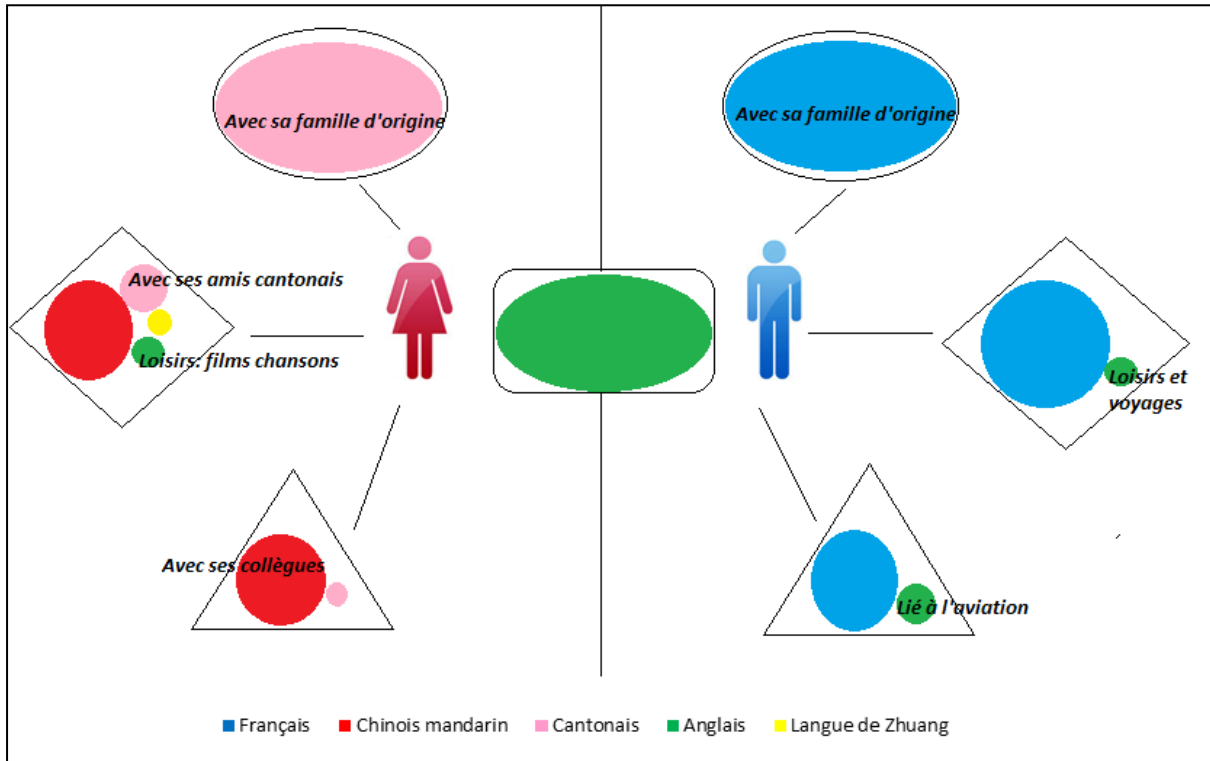 Avec sa famille d'origine
Avec sa famille d'origine
Avec ses amis cantonais
Loisirs: films chansons
Loisirs et
voyages
Avec ses collègues
Lié à l'aviation
Français Chinois mandarin Cantonais Anglais Langue de Zhuang